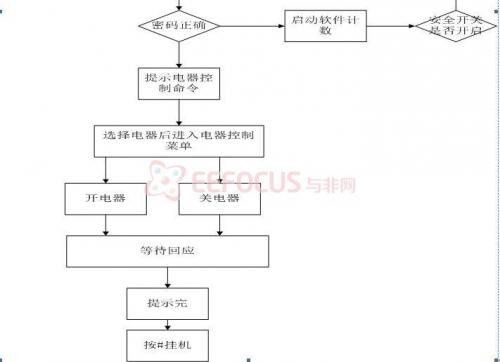 密码正确
启动软件计
数
安全开关
是否开启
提示电器控
制命令
选择电器后进入电器控制
菜单
EEFOCUS与非网
开电器
关电器
等待回应
提示完
按#挂机